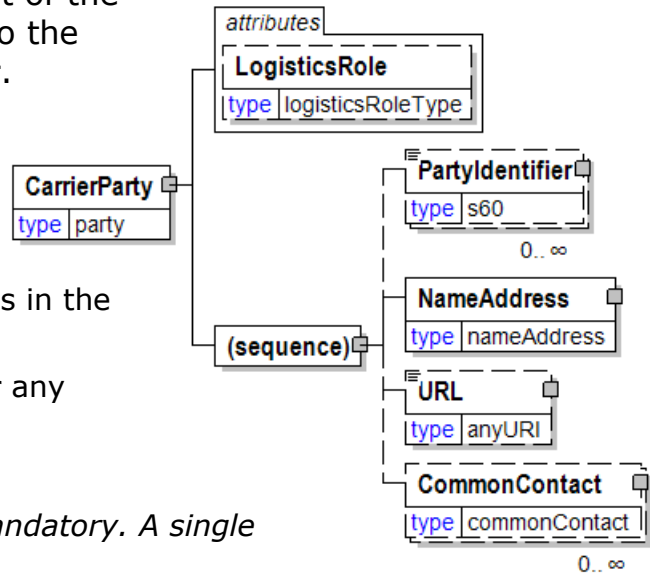 t of the
o the
.
attributes
LogisticsRole
type logisticsRoleType
CarrierParty
type party
PartyIdentifier
type s60
0.. ∞
s in the
NameAddress
type nameAddress
(sequence)
r any
URL
type anyURI
CommonContact
type commonContact
andatory. A single
0.. ∞